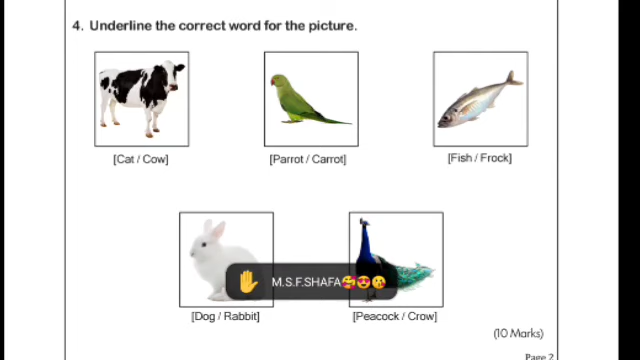 4. Underline the correct word for the picture.
[Cat / Cow] [Parrot / Carrot] [Fish / Frock]
M.S.F.SHAFA🥰😍😘
[Dog / Rabbit] [Peacock / Crow]
(10 Marks)
Page 2